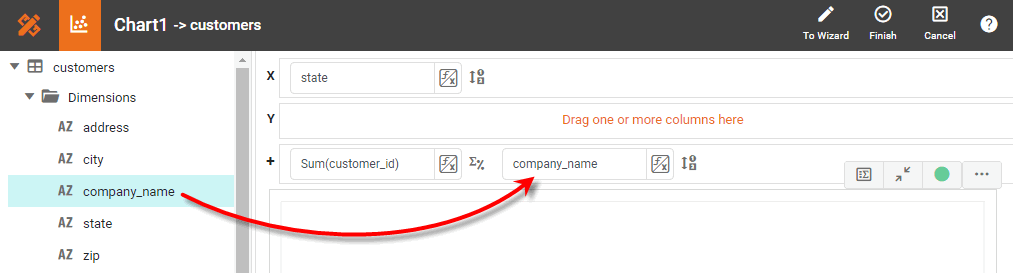 Chart1 -> customers
To Wizard Finish Cancel ?
customers
Dimensions
AZ address
AZ city
AZ company_name
AZ state
AZ zip
X state
Y Drag one or more columns here
+ Sum(customer_id) Σ% company_name